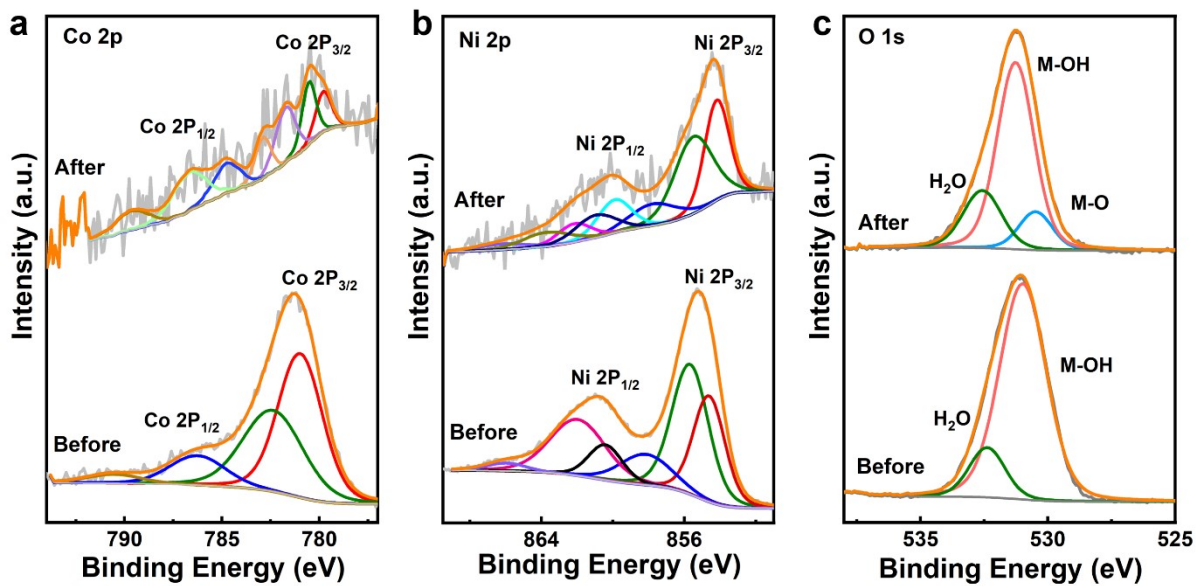 a
Co 2p
Co 2P3/2
Co 2P1/2
After
Co 2P3/2
Co 2P1/2
Before
Intensity (a.u.)
790 785 780
Binding Energy (eV)
b
Ni 2p
Ni 2P3/2
Ni 2P1/2
After
Ni 2P3/2
Ni 2P1/2
Before
Intensity (a.u.)
864 856
Binding Energy (eV)
c
O 1s
M-OH
H2O
M-O
After
M-OH
H2O
Before
Intensity (a.u.)
535 530 525
Binding Energy (eV)